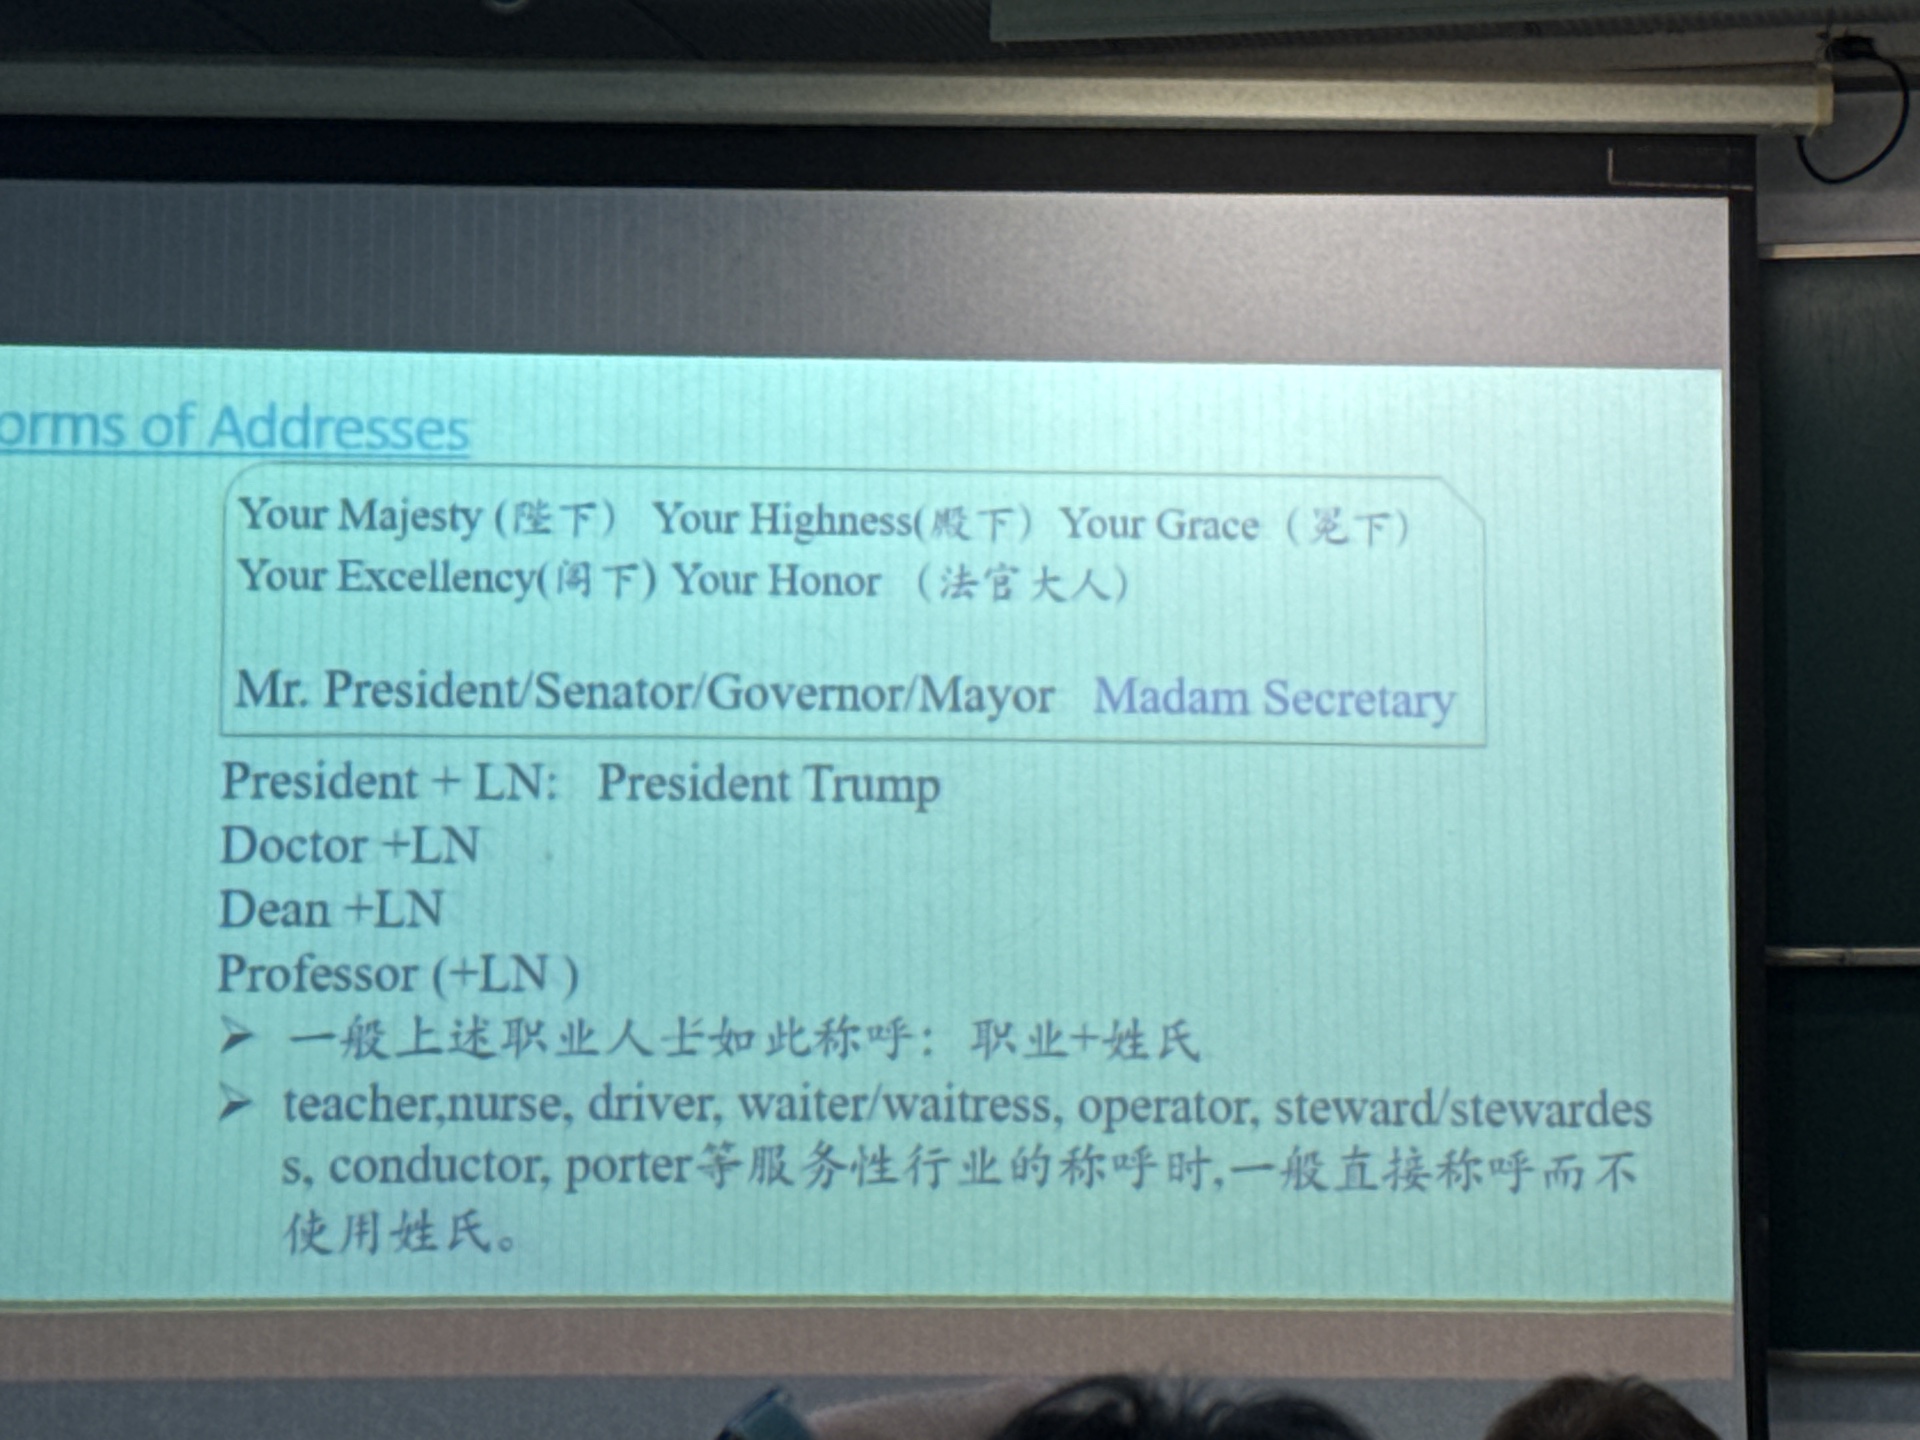 orms of Addresses
Your Majesty (陛下) Your Highness(殿下) Your Grace (冕下)
Your Excellency(阁下) Your Honor (法官大人)
Mr. President/Senator/Governor/Mayor Madam Secretary
President + LN: President Trump
Doctor +LN
Dean +LN
Professor (+LN )
➢ 一般上述职业人士如此称呼：职业+姓氏
➢ teacher,nurse, driver, waiter/waitress, operator, steward/stewardes
s, conductor, porter等服务性行业的称呼时,一般直接称呼而不
使用姓氏。